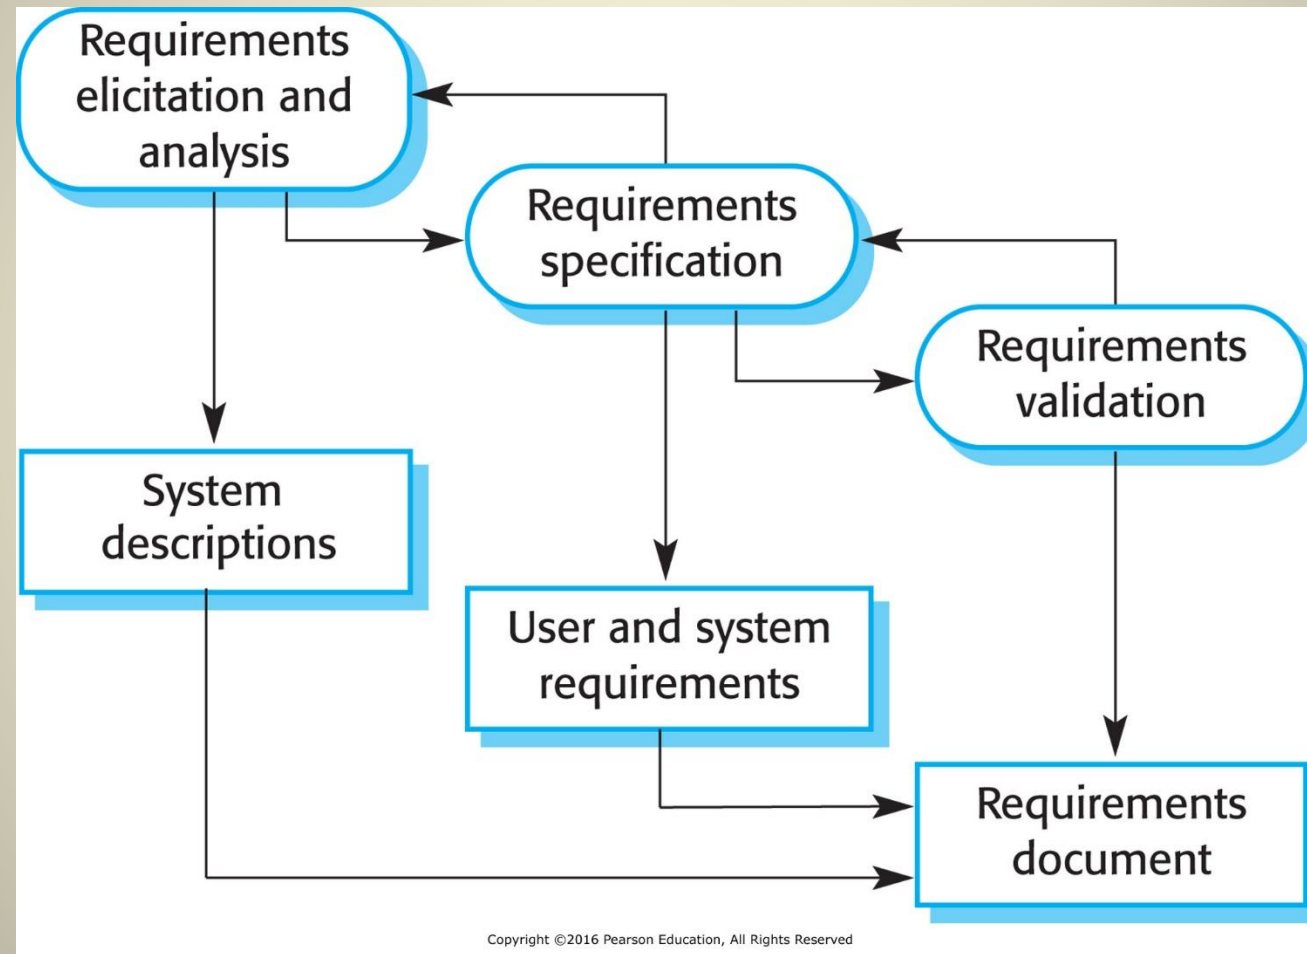 Requirements
elicitation and
analysis
Requirements
specification
Requirements
validation
System
descriptions
User and system
requirements
Requirements
document
Copyright ©2016 Pearson Education, All Rights Reserved